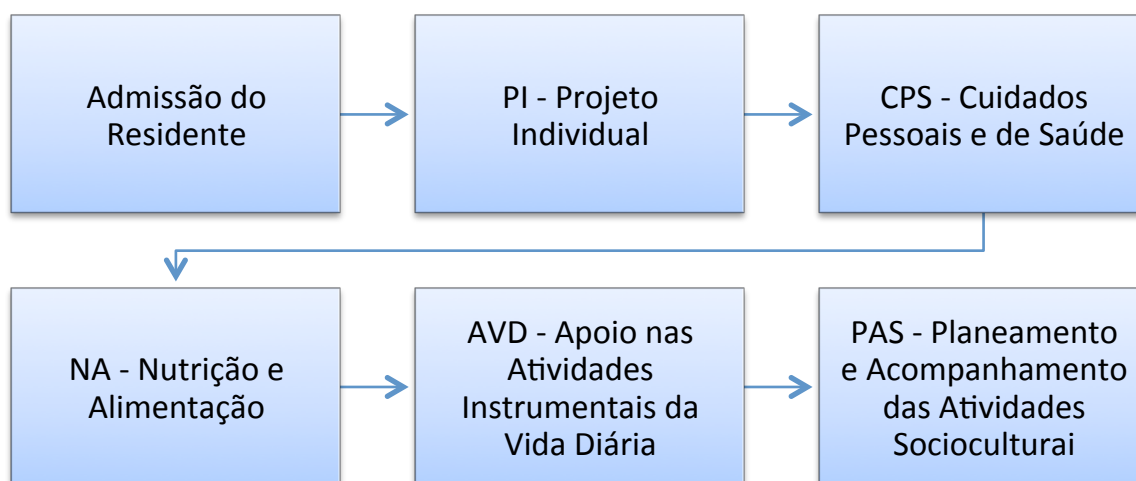 Admissão do
Residente
PI - Projeto
Individual
CPS - Cuidados
Pessoais e de Saúde
NA - Nutrição e
Alimentação
AVD - Apoio nas
Atividades
Instrumentais da
Vida Diária
PAS - Planeamento
e Acompanhamento
das Atividades
Socioculturai